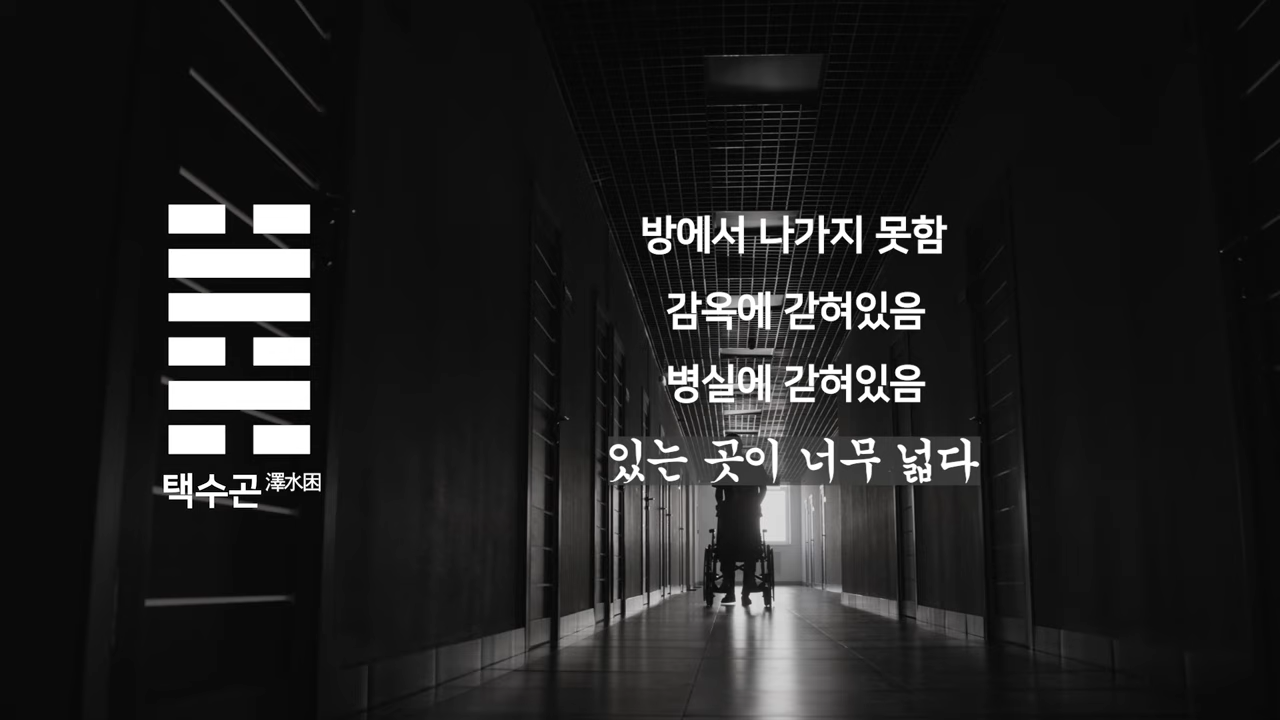 방에서 나가지 못함
감옥에 갇혀있음
병실에 갇혀있음
있는 곳이 너무 넓다
택수곤 澤水困